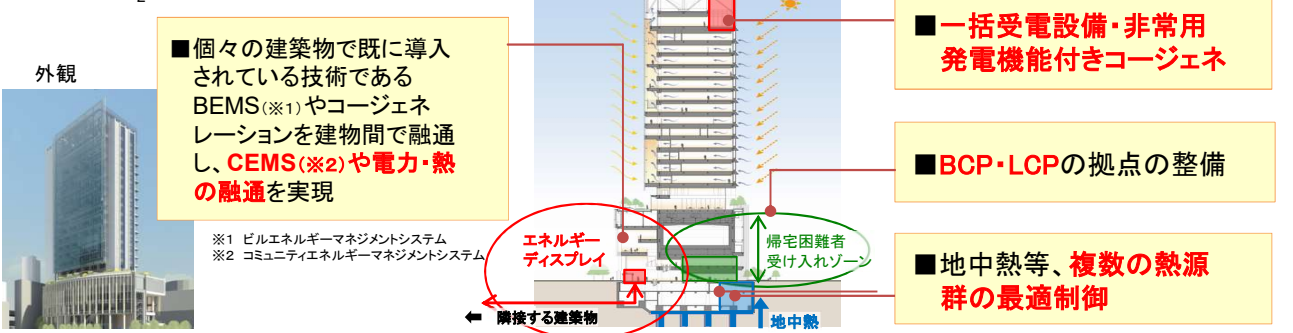 2
■個々の建築物で既に導入
されている技術である
BEMS(※1)やコージェネ
レーションを建物間で融通
し、CEMS(※2)や電力・熱
の融通を実現
外観
※1 ビルエネルギーマネジメントシステム
※2 コミュニティエネルギーマネジメントシステム
エネルギー
ディスプレイ
帰宅困難者
受け入れゾーン
⬅ 隣接する建築物
地中熱
■一括受電設備・非常用
発電機能付きコージェネ
■BCP・LCPの拠点の整備
■地中熱等、複数の熱源
群の最適制御